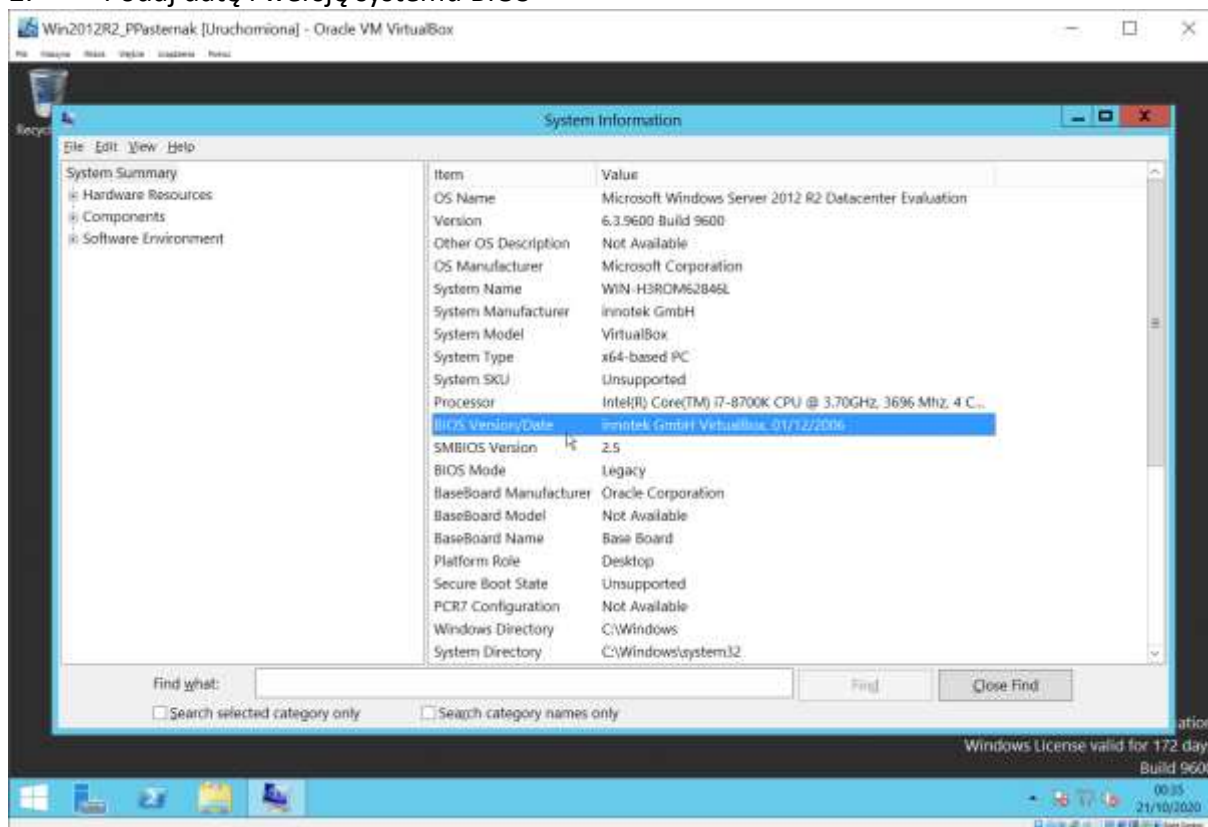 Podaj datę i wersję systemu BIOS
Win2012R2_PPasternak [Uruchomiona] - Oracle VM VirtualBox
System Information
File Edit View Help
System Summary
Hardware Resources
Components
Software Environment
Item Value
OS Name Microsoft Windows Server 2012 R2 Datacenter Evaluation
Version 6.3.9600 Build 9600
Other OS Description Not Available
OS Manufacturer Microsoft Corporation
System Name WIN-H3ROM62846L
System Manufacturer innotek GmbH
System Model VirtualBox
System Type x64-based PC
System SKU Unsupported
Processor Intel(R) Core(TM) i7-8700K CPU @ 3.70GHz, 3696 Mhz, 4 C...
BIOS Version/Date innotek GmbH VirtualBox, 01/12/2006
SMBIOS Version 2.5
BIOS Mode Legacy
BaseBoard Manufacturer Oracle Corporation
BaseBoard Model Not Available
BaseBoard Name Base Board
Platform Role Desktop
Secure Boot State Unsupported
PCR7 Configuration Not Available
Windows Directory C:\Windows
System Directory C:\Windows\system32
Find what: Find Close Find
Search selected category only Search category names only
Windows License valid for 172 day
Build 960
00:35
21/10/2020